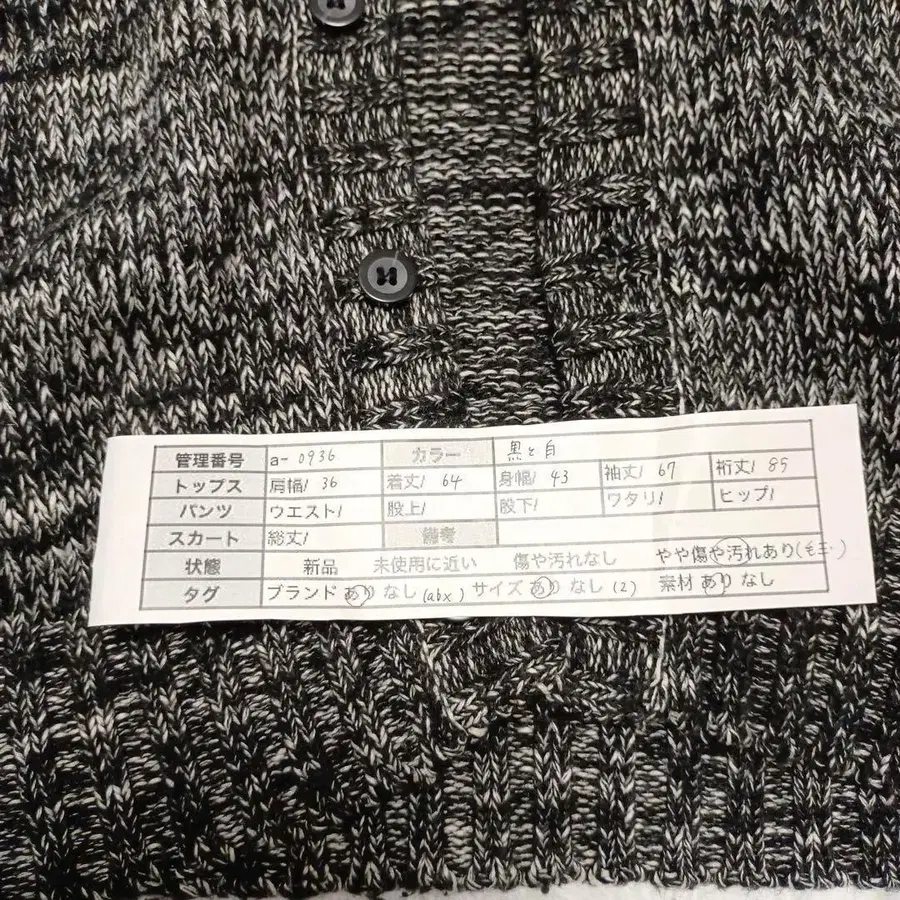 管理番号 a-0936 カラー 黒と白
トップス 肩幅/ 36 着丈/ 64 身幅/ 43 袖丈/ 67 裄丈/ 85
パンツ ウエスト/ 股上/ 股下/ ワタリ/ ヒップ/
スカート 総丈/ 備考
状態 新品 未使用に近い 傷や汚れなし やや傷や汚れあり
タグ ブランド あり なし (abx) サイズ あり なし (2) 素材 あり なし